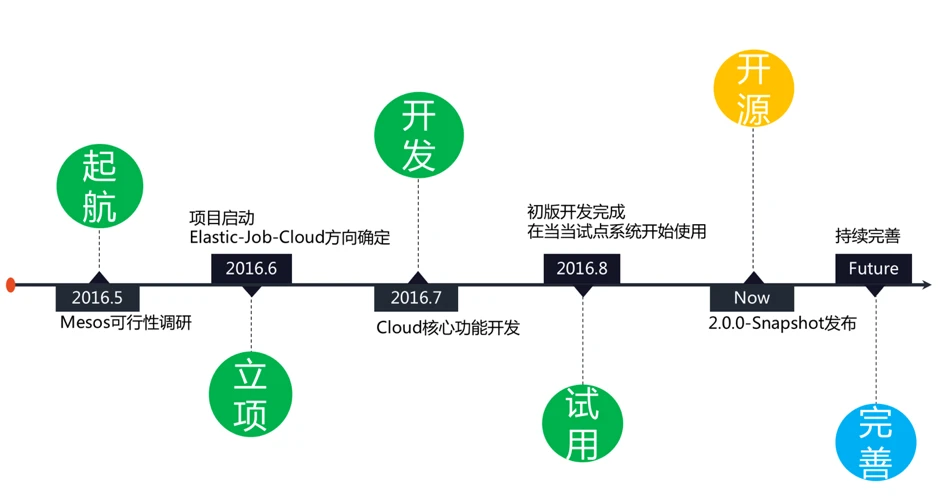 起
航
2016.5
Mesos可行性调研
项目启动
Elastic-Job-Cloud方向确定
2016.6
立
项
开
发
2016.7
Cloud核心功能开发
初版开发完成
在当当试点系统开始使用
2016.8
试
用
开
源
Now
2.0.0-Snapshot发布
持续完善
Future
完
善